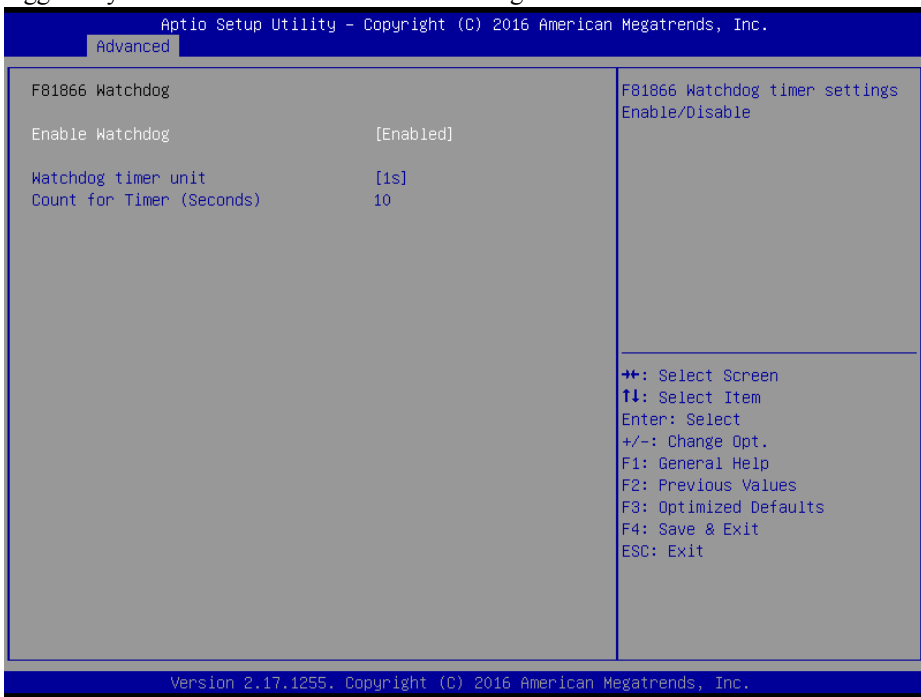 Aptio Setup Utility – Copyright (C) 2016 American Megatrends, Inc.
Advanced
F81866 Watchdog
Enable Watchdog [Enabled]
Watchdog timer unit [1s]
Count for Timer (Seconds) 10
F81866 Watchdog timer settings
Enable/Disable
→←: Select Screen
↑↓: Select Item
Enter: Select
+/-: Change Opt.
F1: General Help
F2: Previous Values
F3: Optimized Defaults
F4: Save & Exit
ESC: Exit
Version 2.17.1255. Copyright (C) 2016 American Megatrends, Inc.